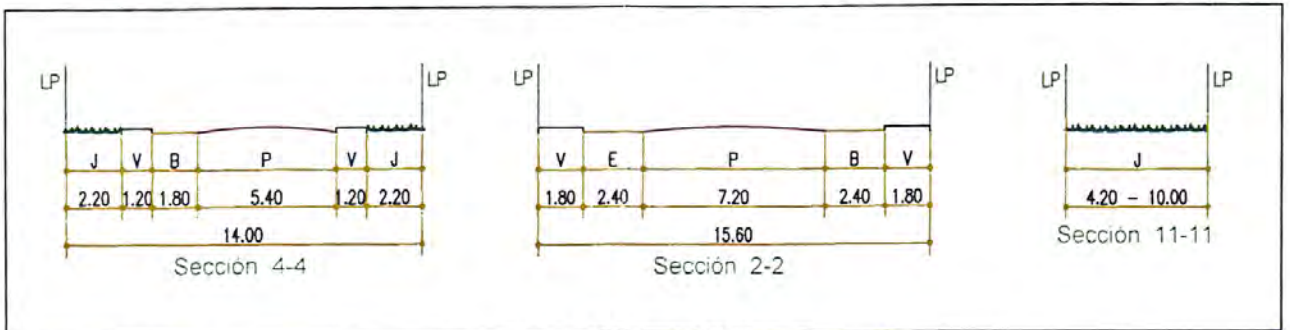 LP LP LP LP LP LP
J V B P V J V E P B V J
2.20 1.20 1.80 5.40 1.20 2.20 1.80 2.40 7.20 2.40 1.80 4.20 - 10.00
14.00 15.60 Sección 11-11
Sección 4-4 Sección 2-2